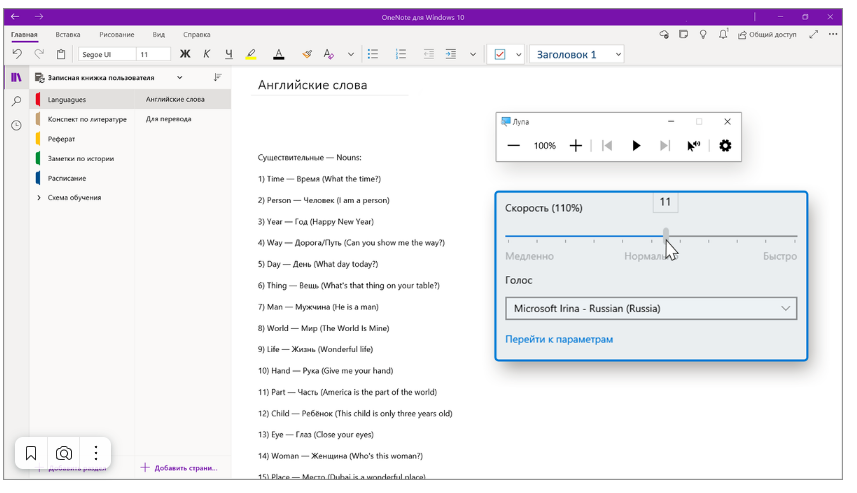 OneNote для Windows 10
Главная Вставка Рисование Вид Справка
Общий доступ
Segoe UI 11 Ж К Ч Заголовок 1
Записная книжка пользователя
Languagues
Конспект по литературе
Реферат
Заметки по истории
Расписание
Схема обучения
Добавить раздел
Английские слова
Для перевода
Добавить страни...
Английские слова
Существительные — Nouns:
1) Time — Время (What the time?)
2) Person — Человек (I am a person)
3) Year — Год (Happy New Year)
4) Way — Дорога/Путь (Can you show me the way?)
5) Day — День (What day today?)
6) Thing — Вещь (What's that thing on your table?)
7) Man — Мужчина (He is a man)
8) World — Мир (The World Is Mine)
9) Life — Жизнь (Wonderful life)
10) Hand — Рука (Give me your hand)
11) Part — Часть (America is the part of the world)
12) Child — Ребёнок (This child is only three years old)
13) Eye — Глаз (Close your eyes)
14) Woman — Женщина (Who's this woman?)
15) Place — Место (Dubai is a wonderful place)
Лупа
100%
Скорость (110%)
11
Медленно Нормально Быстро
Голос
Microsoft Irina - Russian (Russia)
Перейти к параметрам